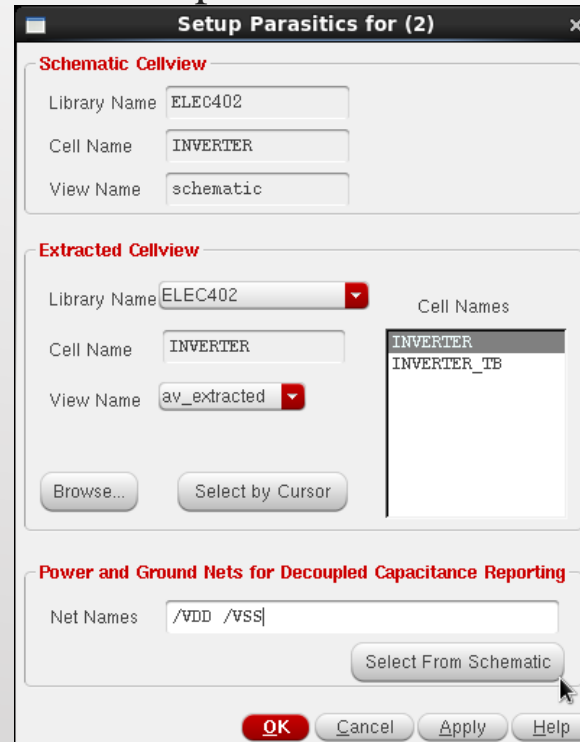 Setup Parasitics for (2)
Schematic Cellview
Library Name ELEC402
Cell Name INVERTER
View Name schematic
Extracted Cellview
Library Name ELEC402
Cell Names
Cell Name INVERTER
INVERTER
INVERTER_TB
View Name av_extracted
Browse... Select by Cursor
Power and Ground Nets for Decoupled Capacitance Reporting
Net Names /VDD /VSS
Select From Schematic
OK Cancel Apply Help